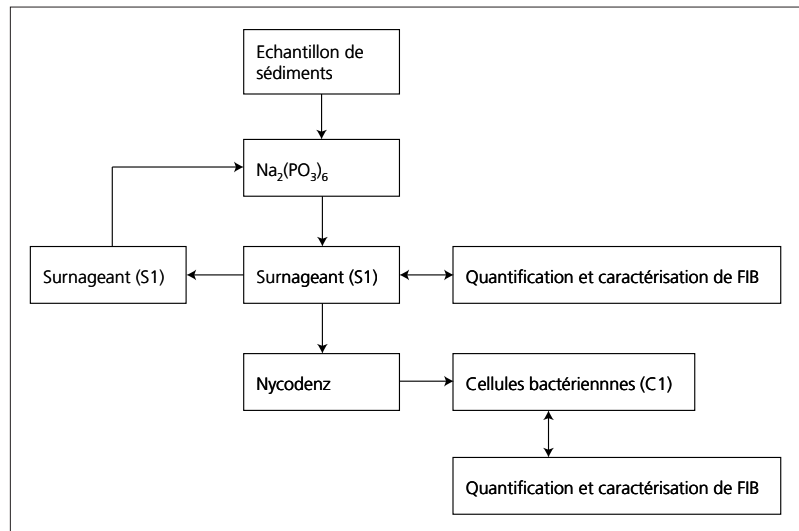 Echantillon de
sédiments
Na₂(PO₃)₆
Surnageant (S1)
Surnageant (S1)
Quantification et caractérisation de FIB
Nycodenz
Cellules bactériennnes (C1)
Quantification et caractérisation de FIB